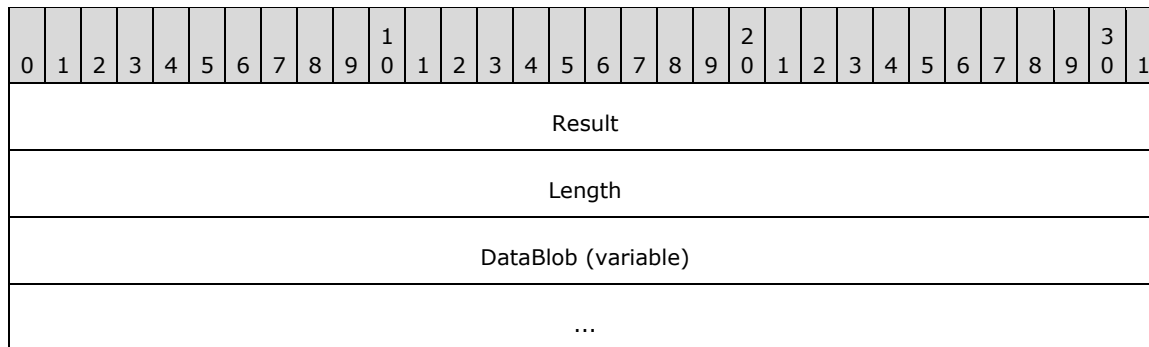 1 2 3
0 1 2 3 4 5 6 7 8 9 0 1 2 3 4 5 6 7 8 9 0 1 2 3 4 5 6 7 8 9 0 1
Result
Length
DataBlob (variable)
...